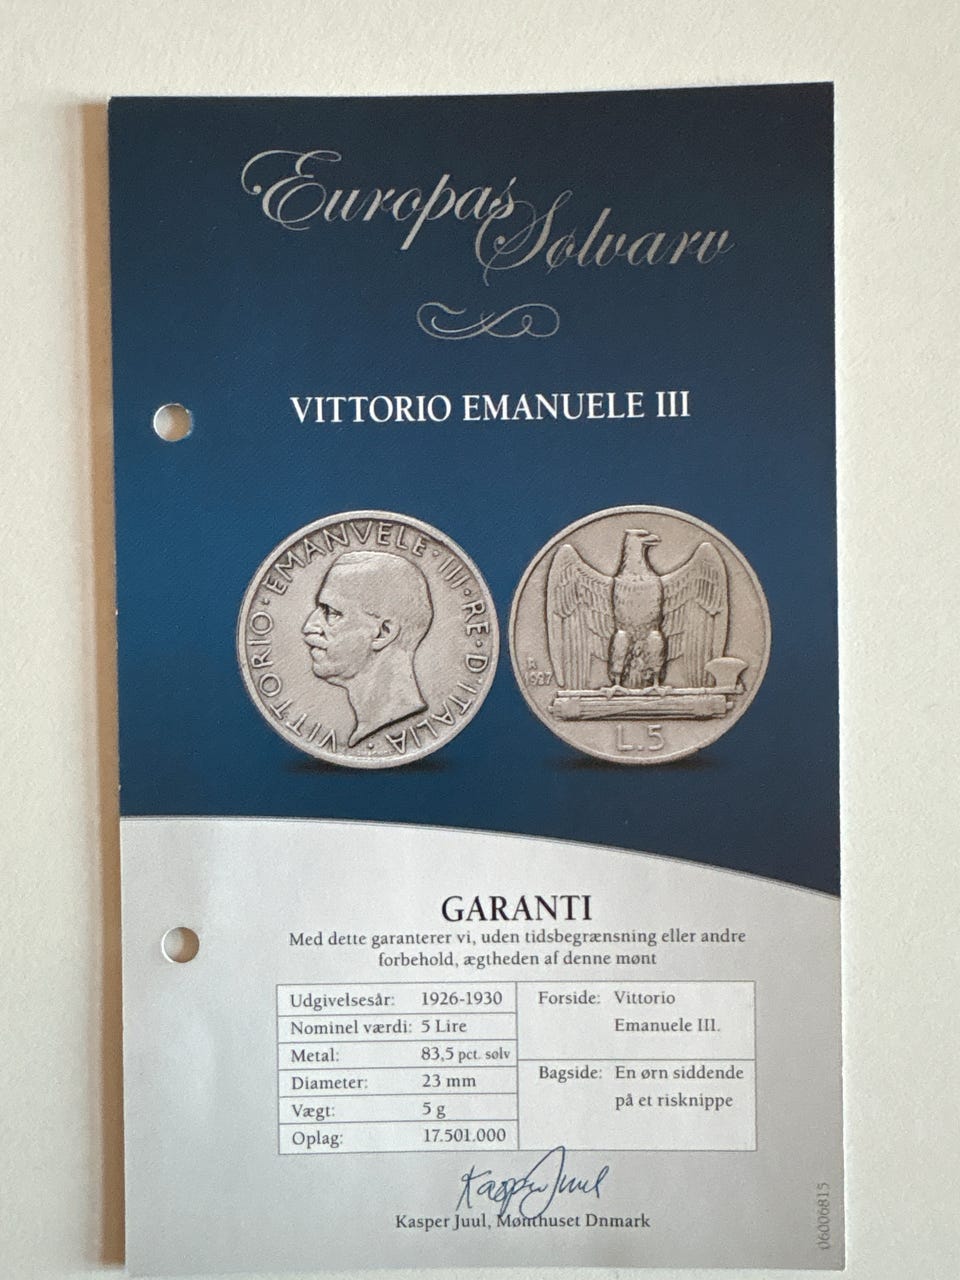 Europas
Sølvarv
VITTORIO EMANUELE III
VITTORIO · EMANVELE · III · RE · D'ITALIA ·
R
1927
L.5
GARANTI
Med dette garanterer vi, uden tidsbegrænsning eller andre
forbehold, ægtheden af denne mønt
Udgivelsesår: 1926-1930
Nominel værdi: 5 Lire
Metal: 83,5 pct. sølv
Diameter: 23 mm
Vægt: 5 g
Oplag: 17.501.000
Forside: Vittorio
Emanuele III.
Bagside: En ørn siddende
på et risknippe
Kasper Juul
Kasper Juul, Mønthuset Dnmark
06006815